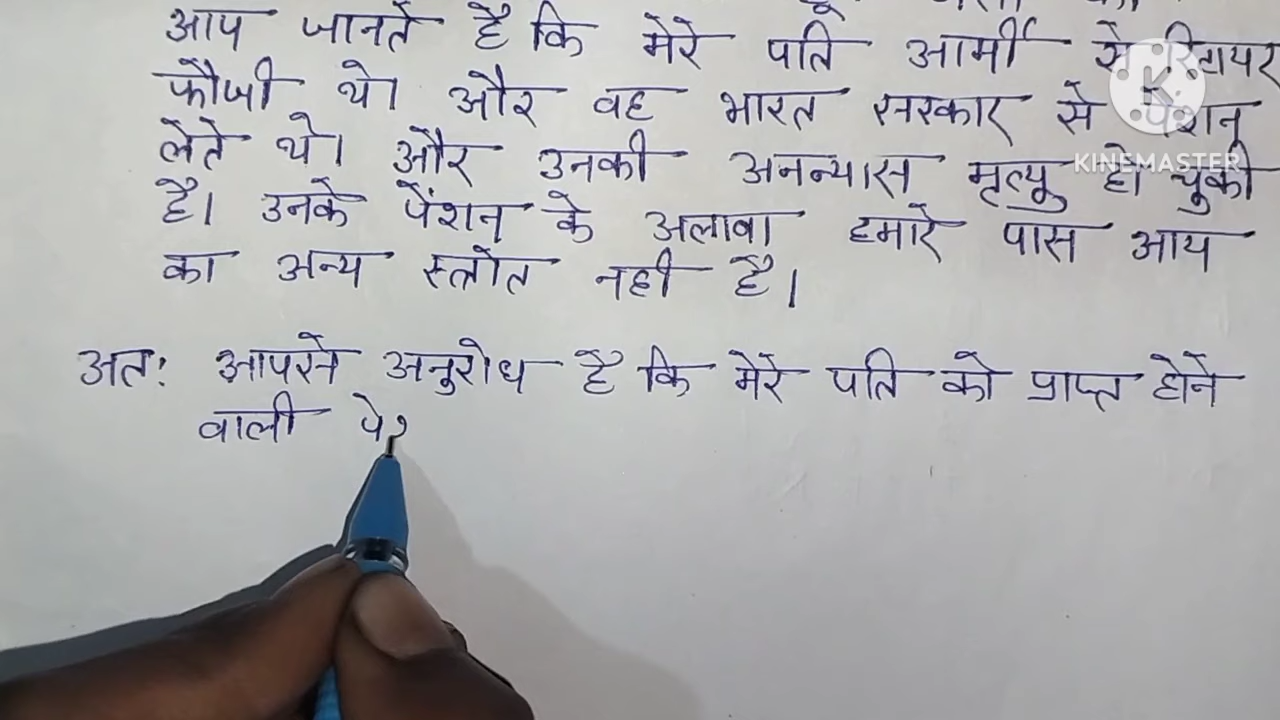 आप जानते है कि मेरे पति आर्मी से रिटायर
फौजी थे। और वह भारत सरकार से पेंशन
लेते थे। और उनकी अनन्यास मृत्यु हो चुकी
है। उनके पेंशन के अलावा हमारे पास आय
का अन्य स्त्रोत नही है।
अतः आपसे अनुरोध है कि मेरे पति को प्राप्त होने
वाली पे
K
KINEMASTER